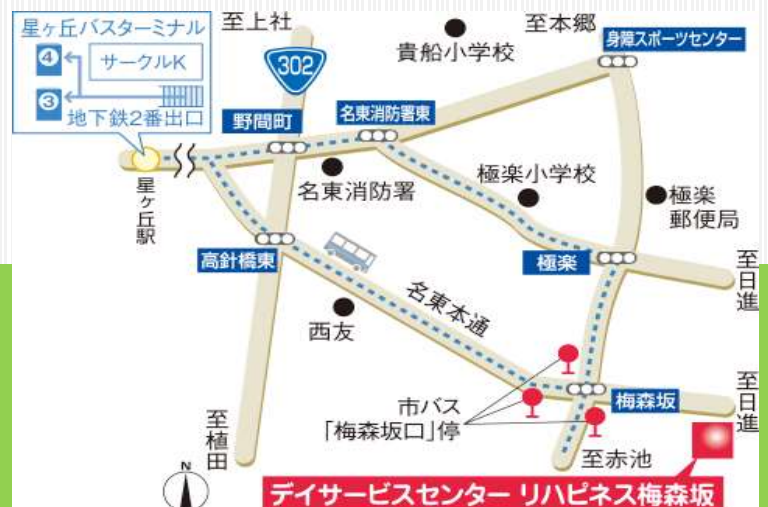 星ヶ丘バスターミナル
④
サークルK
③
地下鉄2番出口
至上社
302
貴船小学校
至本郷
身障スポーツセンター
野間町
名東消防署東
星ヶ丘駅
名東消防署
極楽小学校
極楽
郵便局
高針橋東
極楽
至日進
西友
名東本通
市バス
「梅森坂口」停
梅森坂
至日進
至植田
至赤池
N
デイサービスセンター リハピネス梅森坂